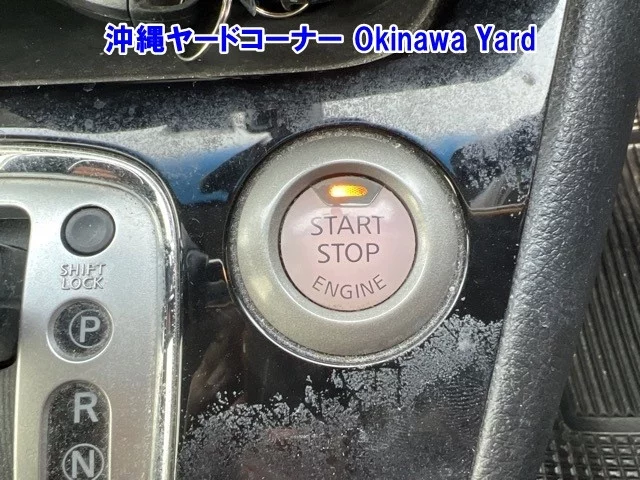 沖縄ヤードコーナー Okinawa Yard
START
STOP
ENGINE
SHIFT
LOCK
P
R
N